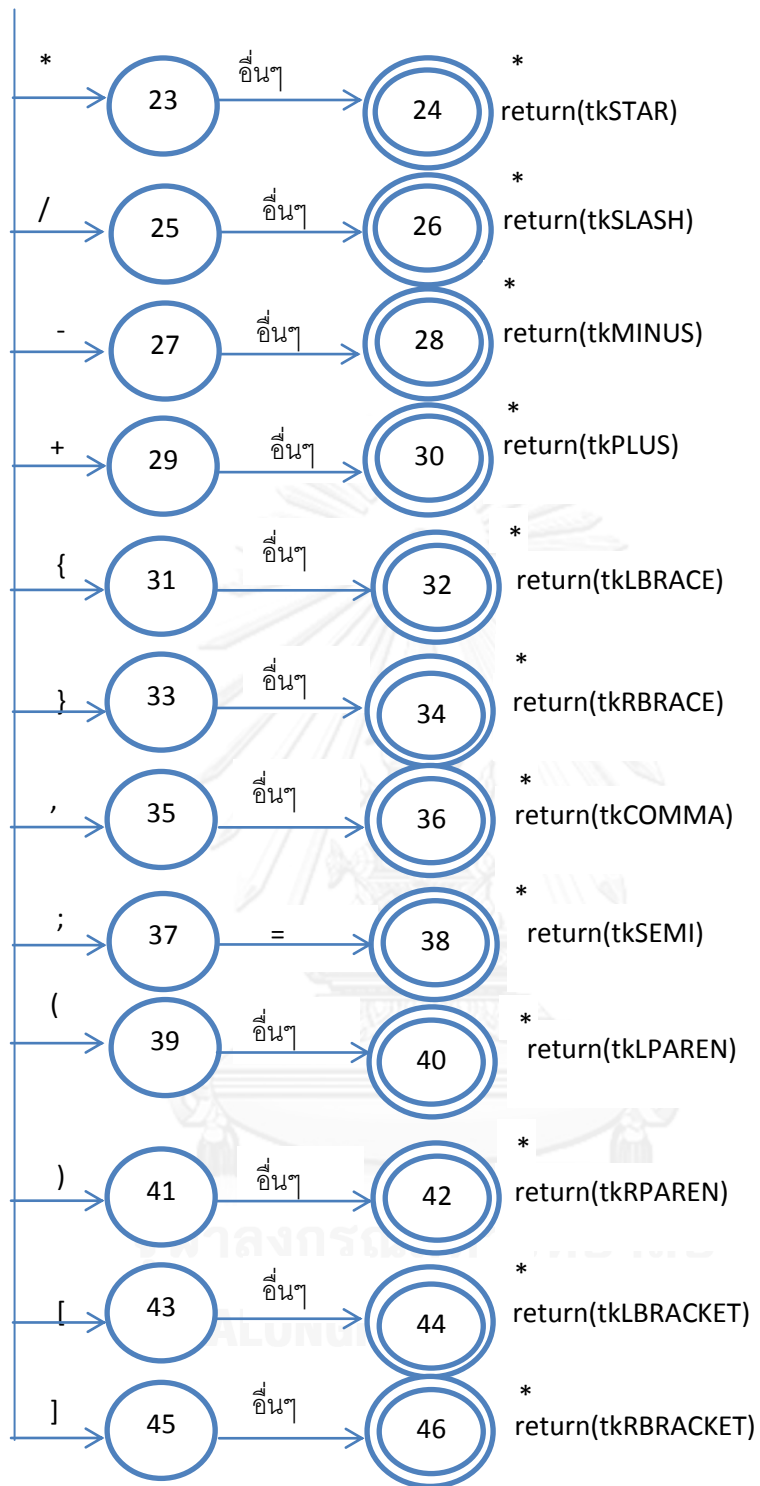 * อื่นๆ *
23 24 return(tkSTAR)
/ อื่นๆ *
25 26 return(tkSLASH)
- อื่นๆ *
27 28 return(tkMINUS)
+ อื่นๆ *
29 30 return(tkPLUS)
{ อื่นๆ *
31 32 return(tkLBRACE)
} อื่นๆ *
33 34 return(tkRBRACE)
, อื่นๆ *
35 36 return(tkCOMMA)
; *
37 = 38 return(tkSEMI)
( อื่นๆ *
39 40 return(tkLPAREN)
) อื่นๆ *
41 42 return(tkRPAREN)
[ อื่นๆ *
43 44 return(tkLBRACKET)
] อื่นๆ *
45 46 return(tkRBRACKET)